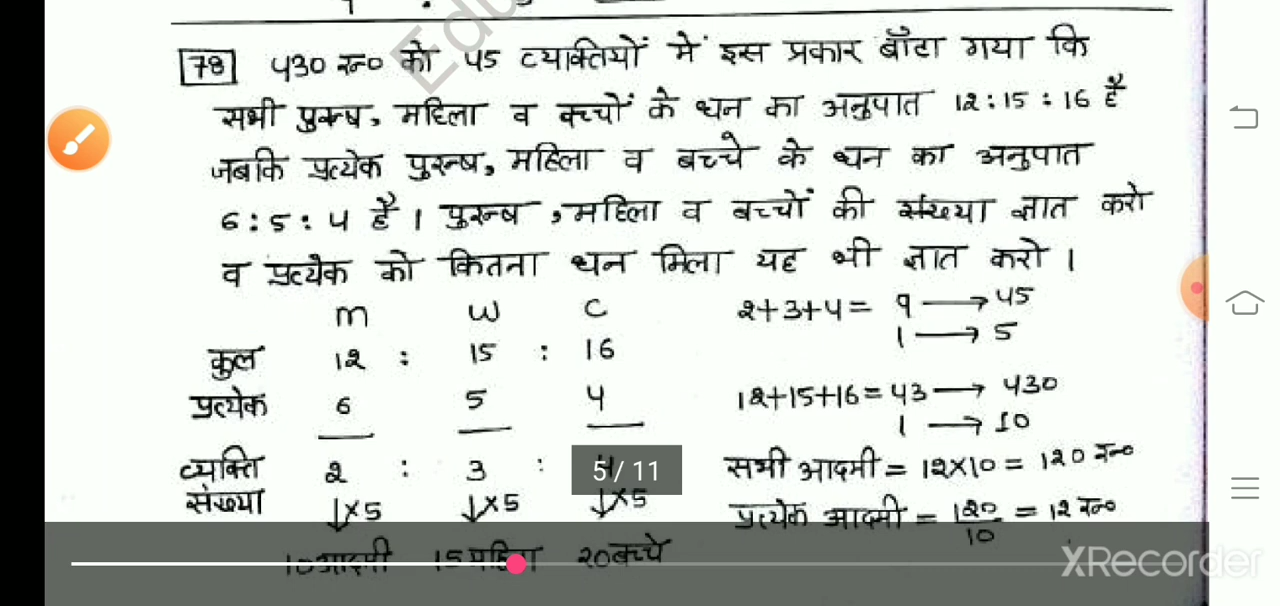 Edu
78 430 रू० को 45 व्यक्तियों में इस प्रकार बाँटा गया कि
सभी पुरूष, महिला व बच्चों के धन का अनुपात 12:15:16 है
जबकि प्रत्येक पुरूष, महिला व बच्चे के धन का अनुपात
6:5:4 है। पुरूष, महिला व बच्चों की संख्या ज्ञात करो
व प्रत्येक को कितना धन मिला यह भी ज्ञात करो।
m w c
कुल 12 : 15 : 16
प्रत्येक 6 5 4
व्यक्ति 2 : 3 : 4
संख्या ↓×5 ↓×5 ↓×5
10 आदमी 15 महिला 20 बच्चे
2+3+4= 9 → 45
1 → 5
12+15+16=43 → 430
1 → 10
सभी आदमी = 12×10 = 120 रू०
प्रत्येक आदमी = 120/10 = 12 रू०
5/11
XRecorder